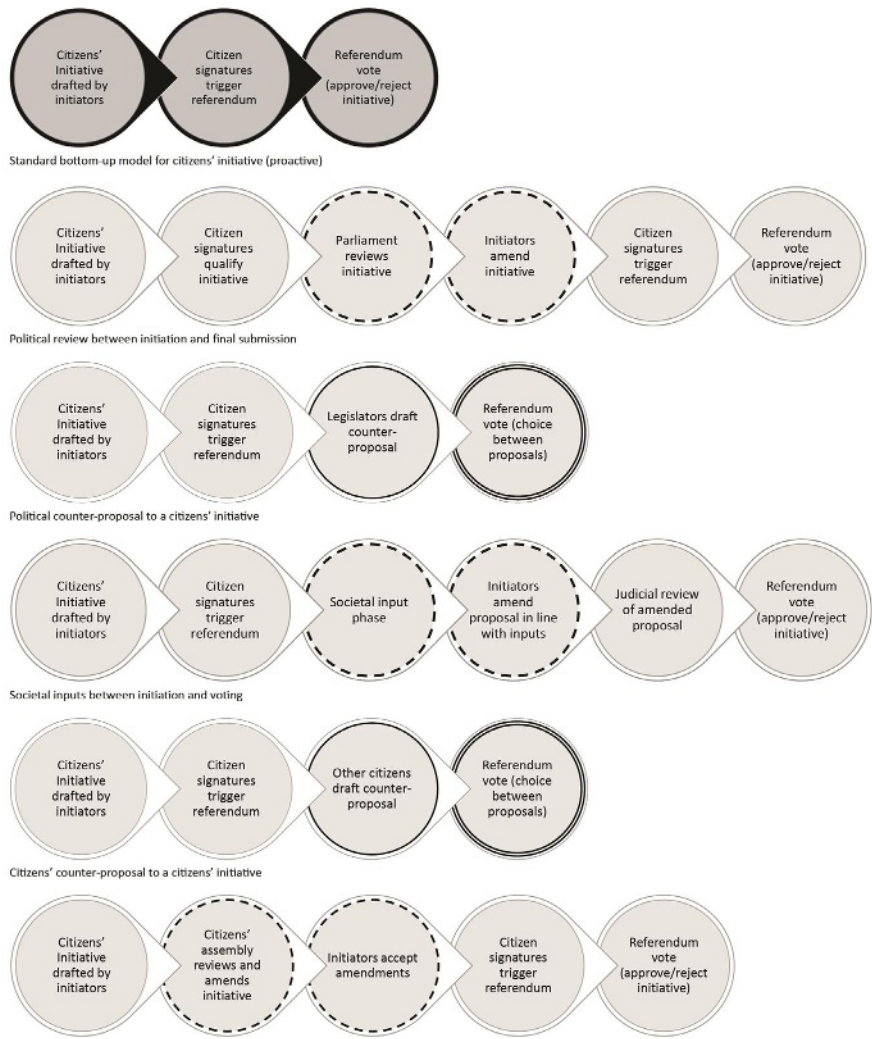 Citizens'
Initiative
drafted by
initiators
Citizen
signatures
trigger
referendum
Referendum
vote
(approve/reject
initiative)
Standard bottom-up model for citizens' initiative (proactive)
Citizens'
Initiative
drafted by
initiators
Citizen
signatures
qualify
initiative
Parliament
reviews
initiative
Initiators
amend
initiative
Citizen
signatures
trigger
referendum
Referendum
vote
(approve/reject
initiative)
Political review between initiation and final submission
Citizens'
Initiative
drafted by
initiators
Citizen
signatures
trigger
referendum
Legislators draft
counter-
proposal
Referendum
vote (choice
between
proposals)
Political counter-proposal to a citizens' initiative
Citizens'
Initiative
drafted by
initiators
Citizen
signatures
trigger
referendum
Societal input
phase
Initiators
amend
proposal in line
with inputs
Judicial review
of amended
proposal
Referendum
vote
(approve/reject
initiative)
Societal inputs between initiation and voting
Citizens'
Initiative
drafted by
initiators
Citizen
signatures
trigger
referendum
Other citizens
draft counter-
proposal
Referendum
vote (choice
between
proposals)
Citizens' counter-proposal to a citizens' initiative
Citizens'
Initiative
drafted by
initiators
Citizens'
assembly
reviews and
amends
initiative
Initiators accept
amendments
Citizen
signatures
trigger
referendum
Referendum
vote
(approve/reject
initiative)